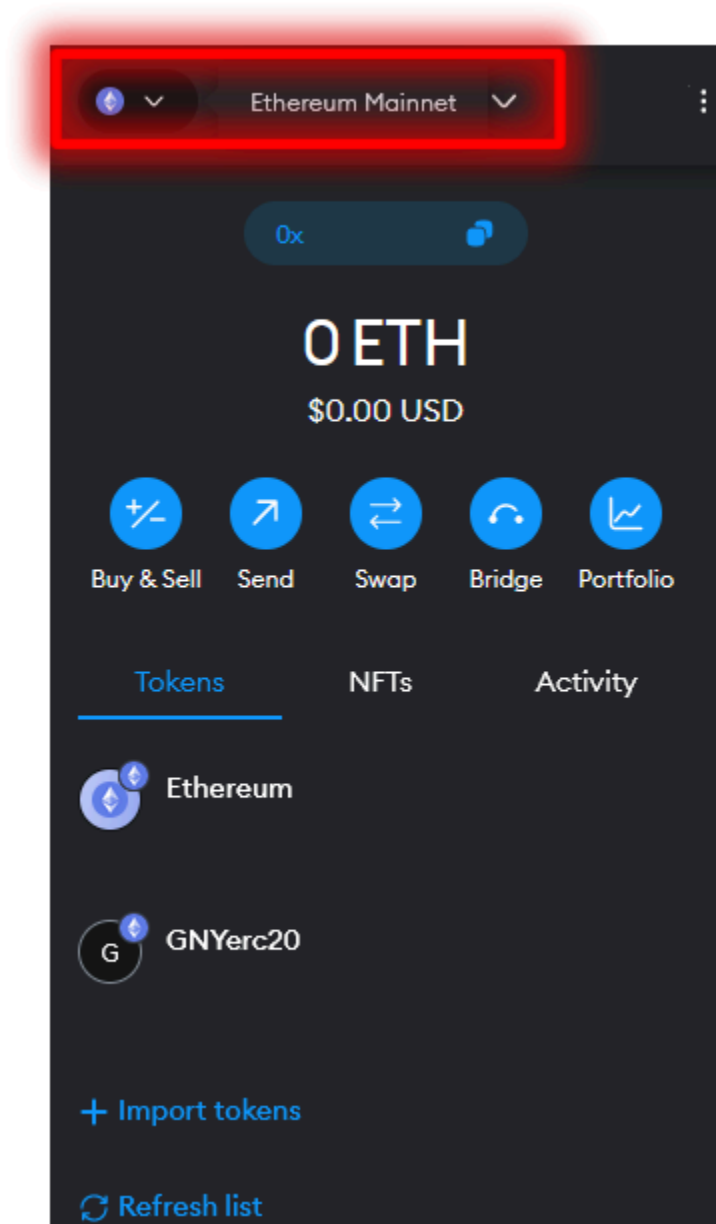 Ethereum Mainnet
0x
0 ETH
$0.00 USD
Buy & Sell Send Swap Bridge Portfolio
Tokens NFTs Activity
Ethereum
G GNYerc20
+ Import tokens
Refresh list